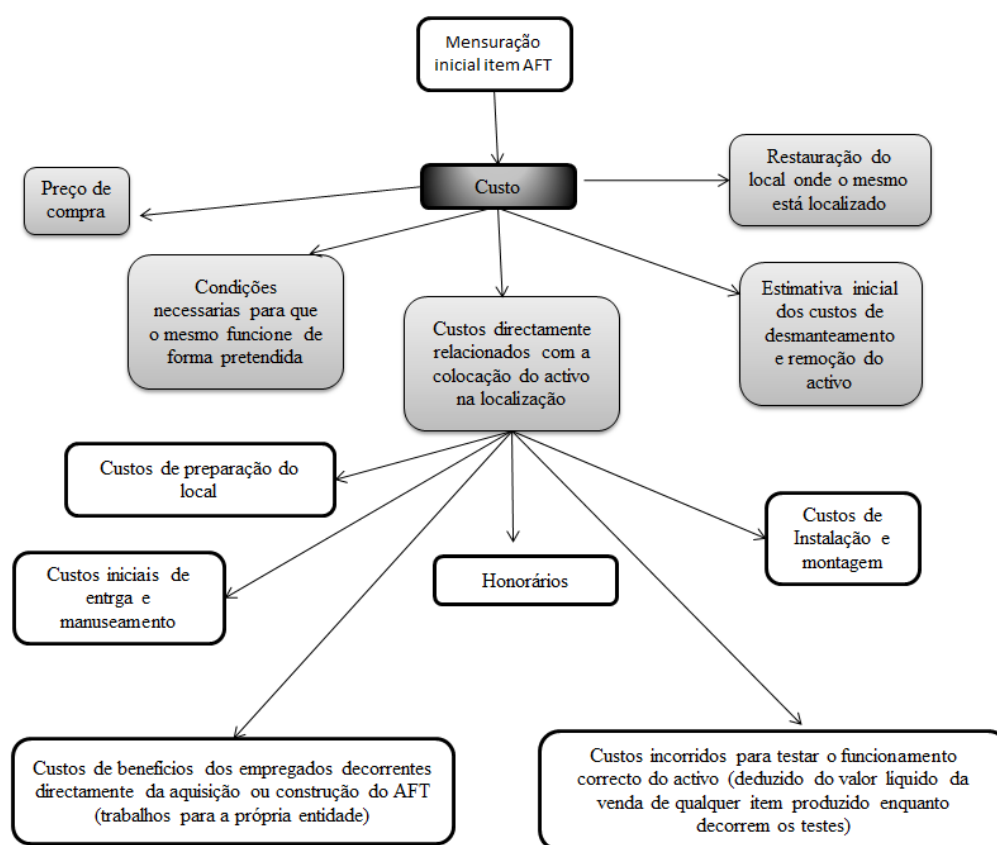 Mensuração
inicial item AFT
Custo
Preço de
compra
Restauração do
local onde o mesmo
está localizado
Condições
necessarias para que
o mesmo funcione de
forma pretendida
Custos directamente
relacionados com a
colocação do activo
na localização
Estimativa inicial
dos custos de
desmanteamento
e remoção do
activo
Custos de preparação do
local
Custos de
Instalação e
montagem
Custos iniciais de
entrga e
manuseamento
Honorários
Custos de benefícios dos empregados decorrentes
directamente da aquisição ou construção do AFT
(trabalhos para a própria entidade)
Custos incorridos para testar o funcionamento
correcto do activo (deduzido do valor líquido da
venda de qualquer item produzido enquanto
decorrem os testes)